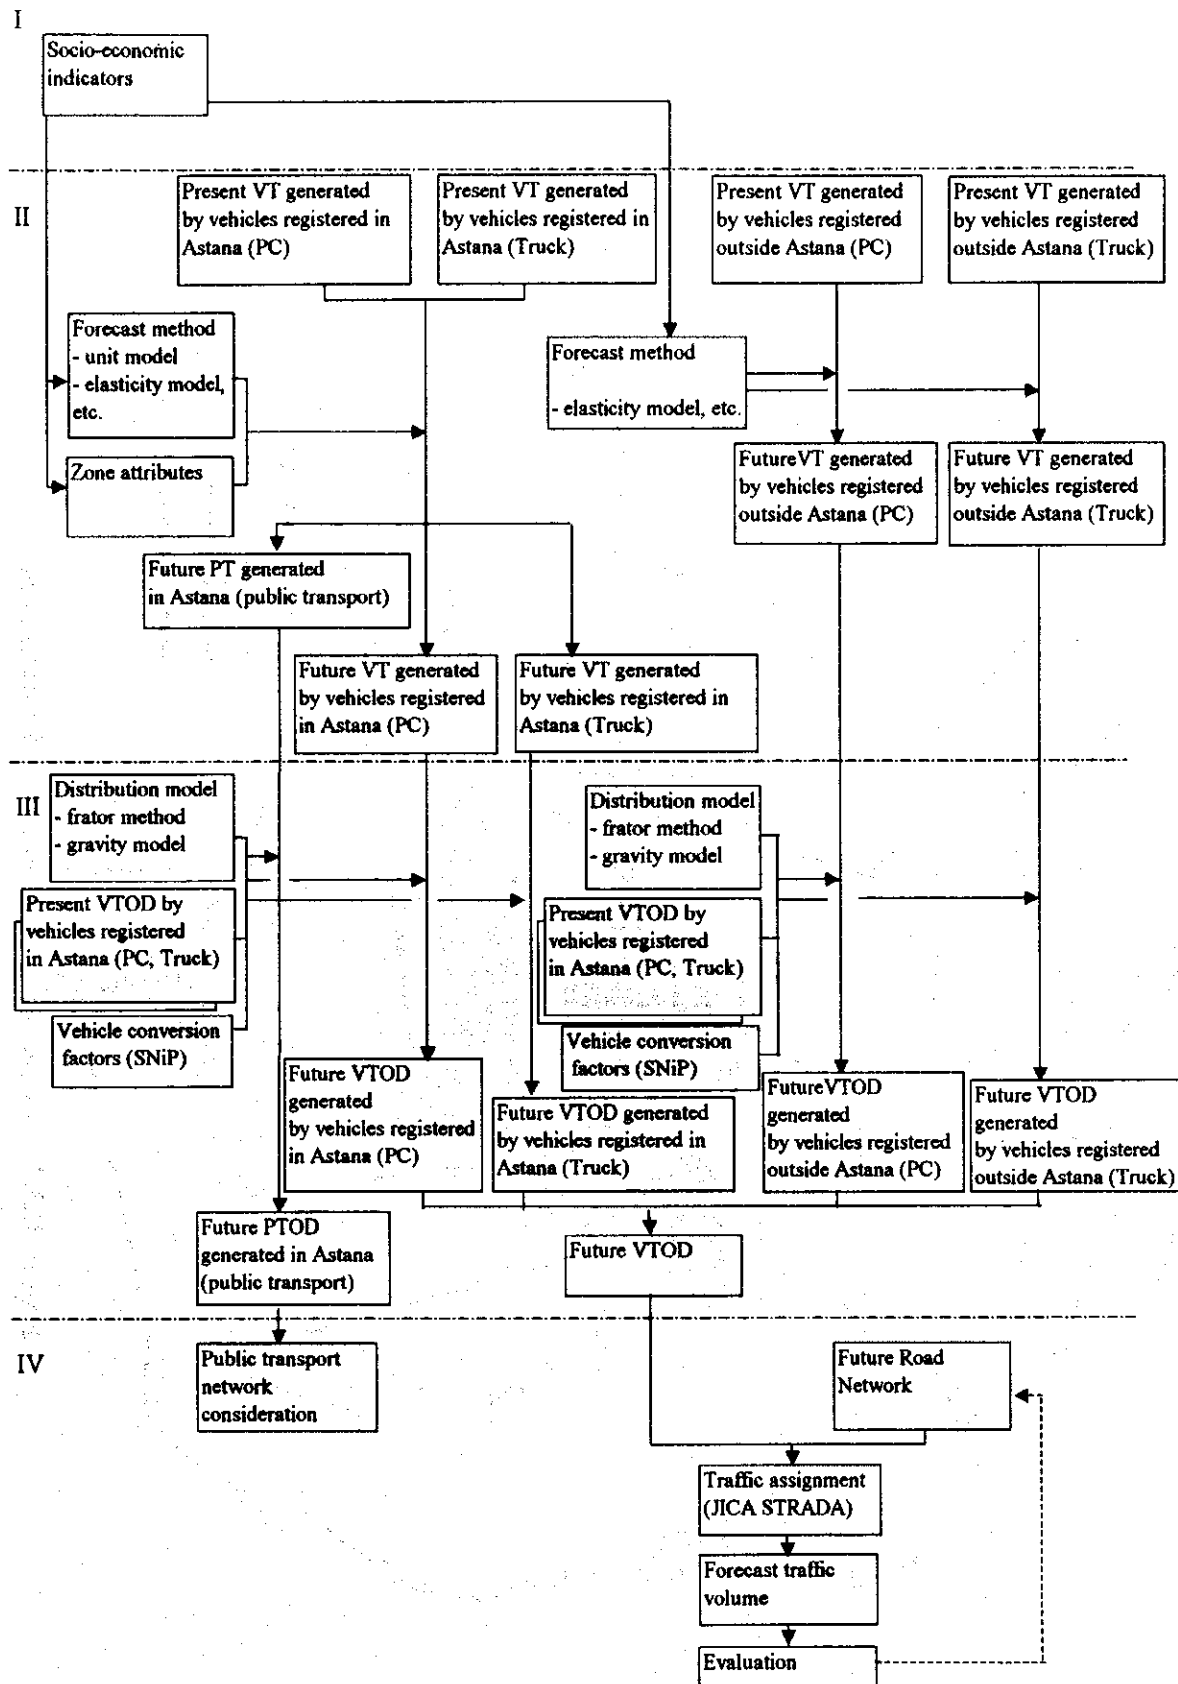 I
Socio-economic
indicators
II
Present VT generated
by vehicles registered in
Astana (PC)
Present VT generated
by vehicles registered in
Astana (Truck)
Present VT generated
by vehicles registered
outside Astana (PC)
Present VT generated
by vehicles registered
outside Astana (Truck)
Forecast method
- unit model
- elasticity model,
etc.
Forecast method
- elasticity model, etc.
Zone attributes
FutureVT generated
by vehicles registered
outside Astana (PC)
Future VT generated
by vehicles registered
outside Astana (Truck)
Future PT generated
in Astana (public transport)
Future VT generated
by vehicles registered
in Astana (PC)
Future VT generated
by vehicles registered in
Astana (Truck)
III
Distribution model
- frator method
- gravity model
Distribution model
- frator method
- gravity model
Present VTOD by
vehicles registered
in Astana (PC, Truck)
Present VTOD by
vehicles registered
in Astana (PC, Truck)
Vehicle conversion
factors (SNiP)
Vehicle conversion
factors (SNiP)
Future VTOD
generated
by vehicles registered
in Astana (PC)
Future VTOD generated
by vehicles registered in
Astana (Truck)
FutureVTOD
generated
by vehicles registered
outside Astana (PC)
Future VTOD
generated
by vehicles registered
outside Astana (Truck)
Future PTOD
generated in Astana
(public transport)
Future VTOD
IV
Public transport
network
consideration
Future Road
Network
Traffic assignment
(JICA STRADA)
Forecast traffic
volume
Evaluation